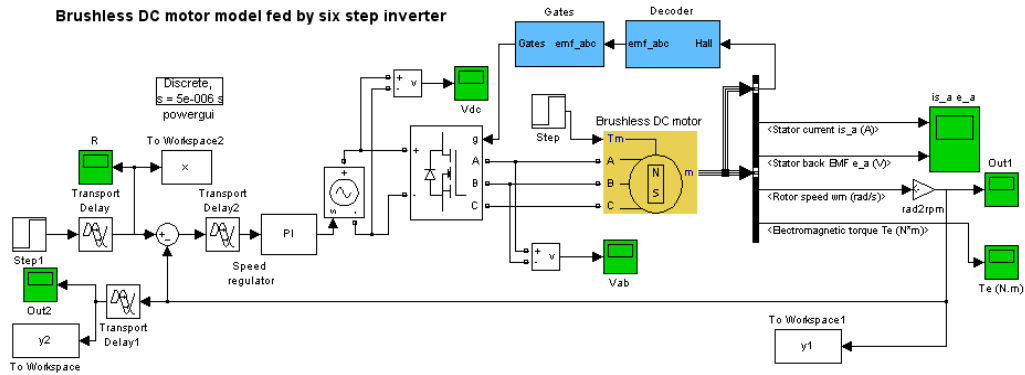 Brushless DC motor model fed by six step inverter
Gates
Decoder
Gates emf_abc
emf_abc Hall
Discrete,
s = 5e-006 s
powergui
+
-
v
Vdc
is_a e_a
Step
Brushless DC motor
<Stator current is_a (A)>
R
To Workspace2
x
g
A
B
C
+
-
Tm
A
B
C
N
S
m
<Stator back EMF e_a (V)>
Out1
Transport
Delay
Transport
Delay2
+
s
-
<Rotor speed wm (rad/s)>
rad2rpm
Step1
+
-
PI
Speed
regulator
<Electromagnetic torque Te (N*m)>
+
-
v
Vab
Te (N.m)
Out2
Transport
Delay1
y2
To Workspace
To Workspace1
y1